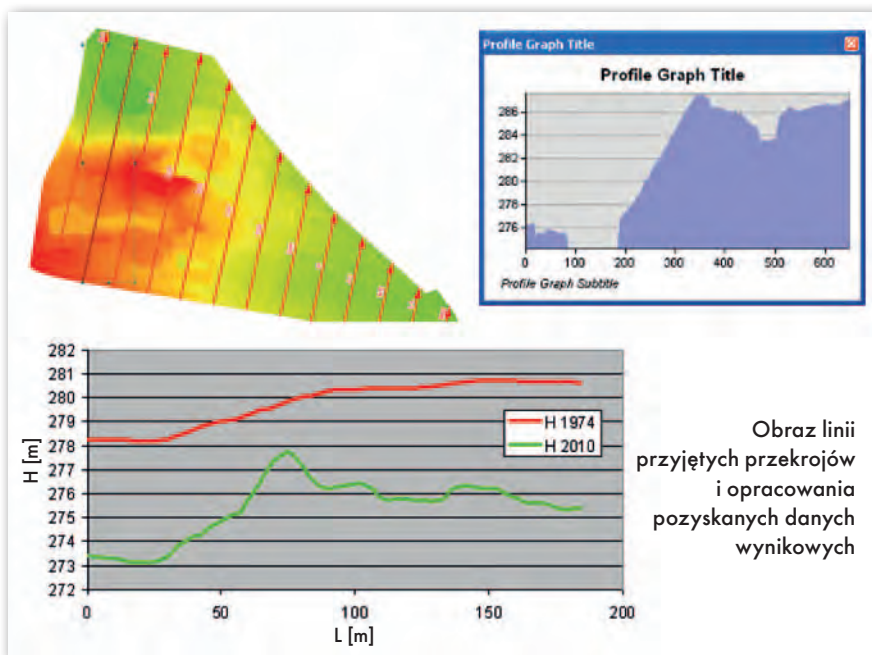 Profile Graph Title
Profile Graph Title
286
284
282
280
278
276
0 100 200 300 400 500 600
Profile Graph Subtitle
282
281
280
279
278
277
276
275
274
273
272
H [m]
H 1974
H 2010
0 50 100 150 200
L [m]
Obraz linii
przyjętych przekrojów
i opracowania
pozyskanych danych
wynikowych